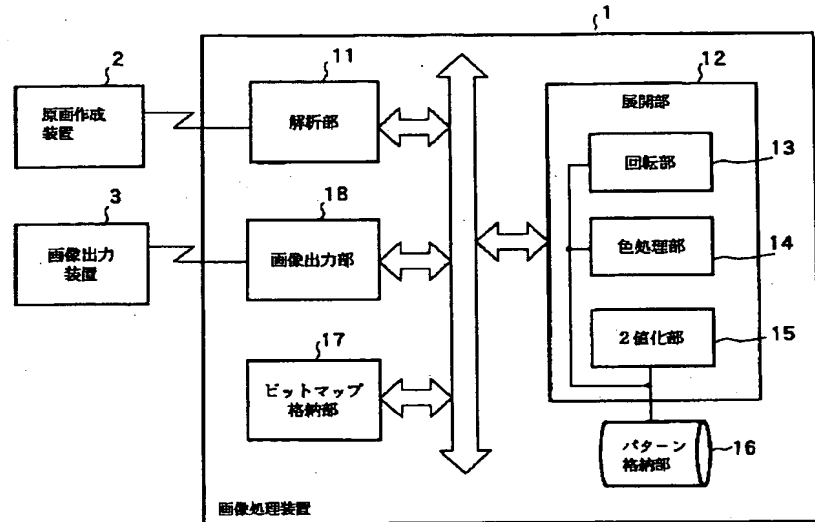 1
2
原画作成
装置
11
解析部
12
展開部
回転部
13
3
画像出力
装置
18
画像出力部
色処理部
14
17
ビットマップ
格納部
2値化部
15
パターン
格納部
16
画像処理装置